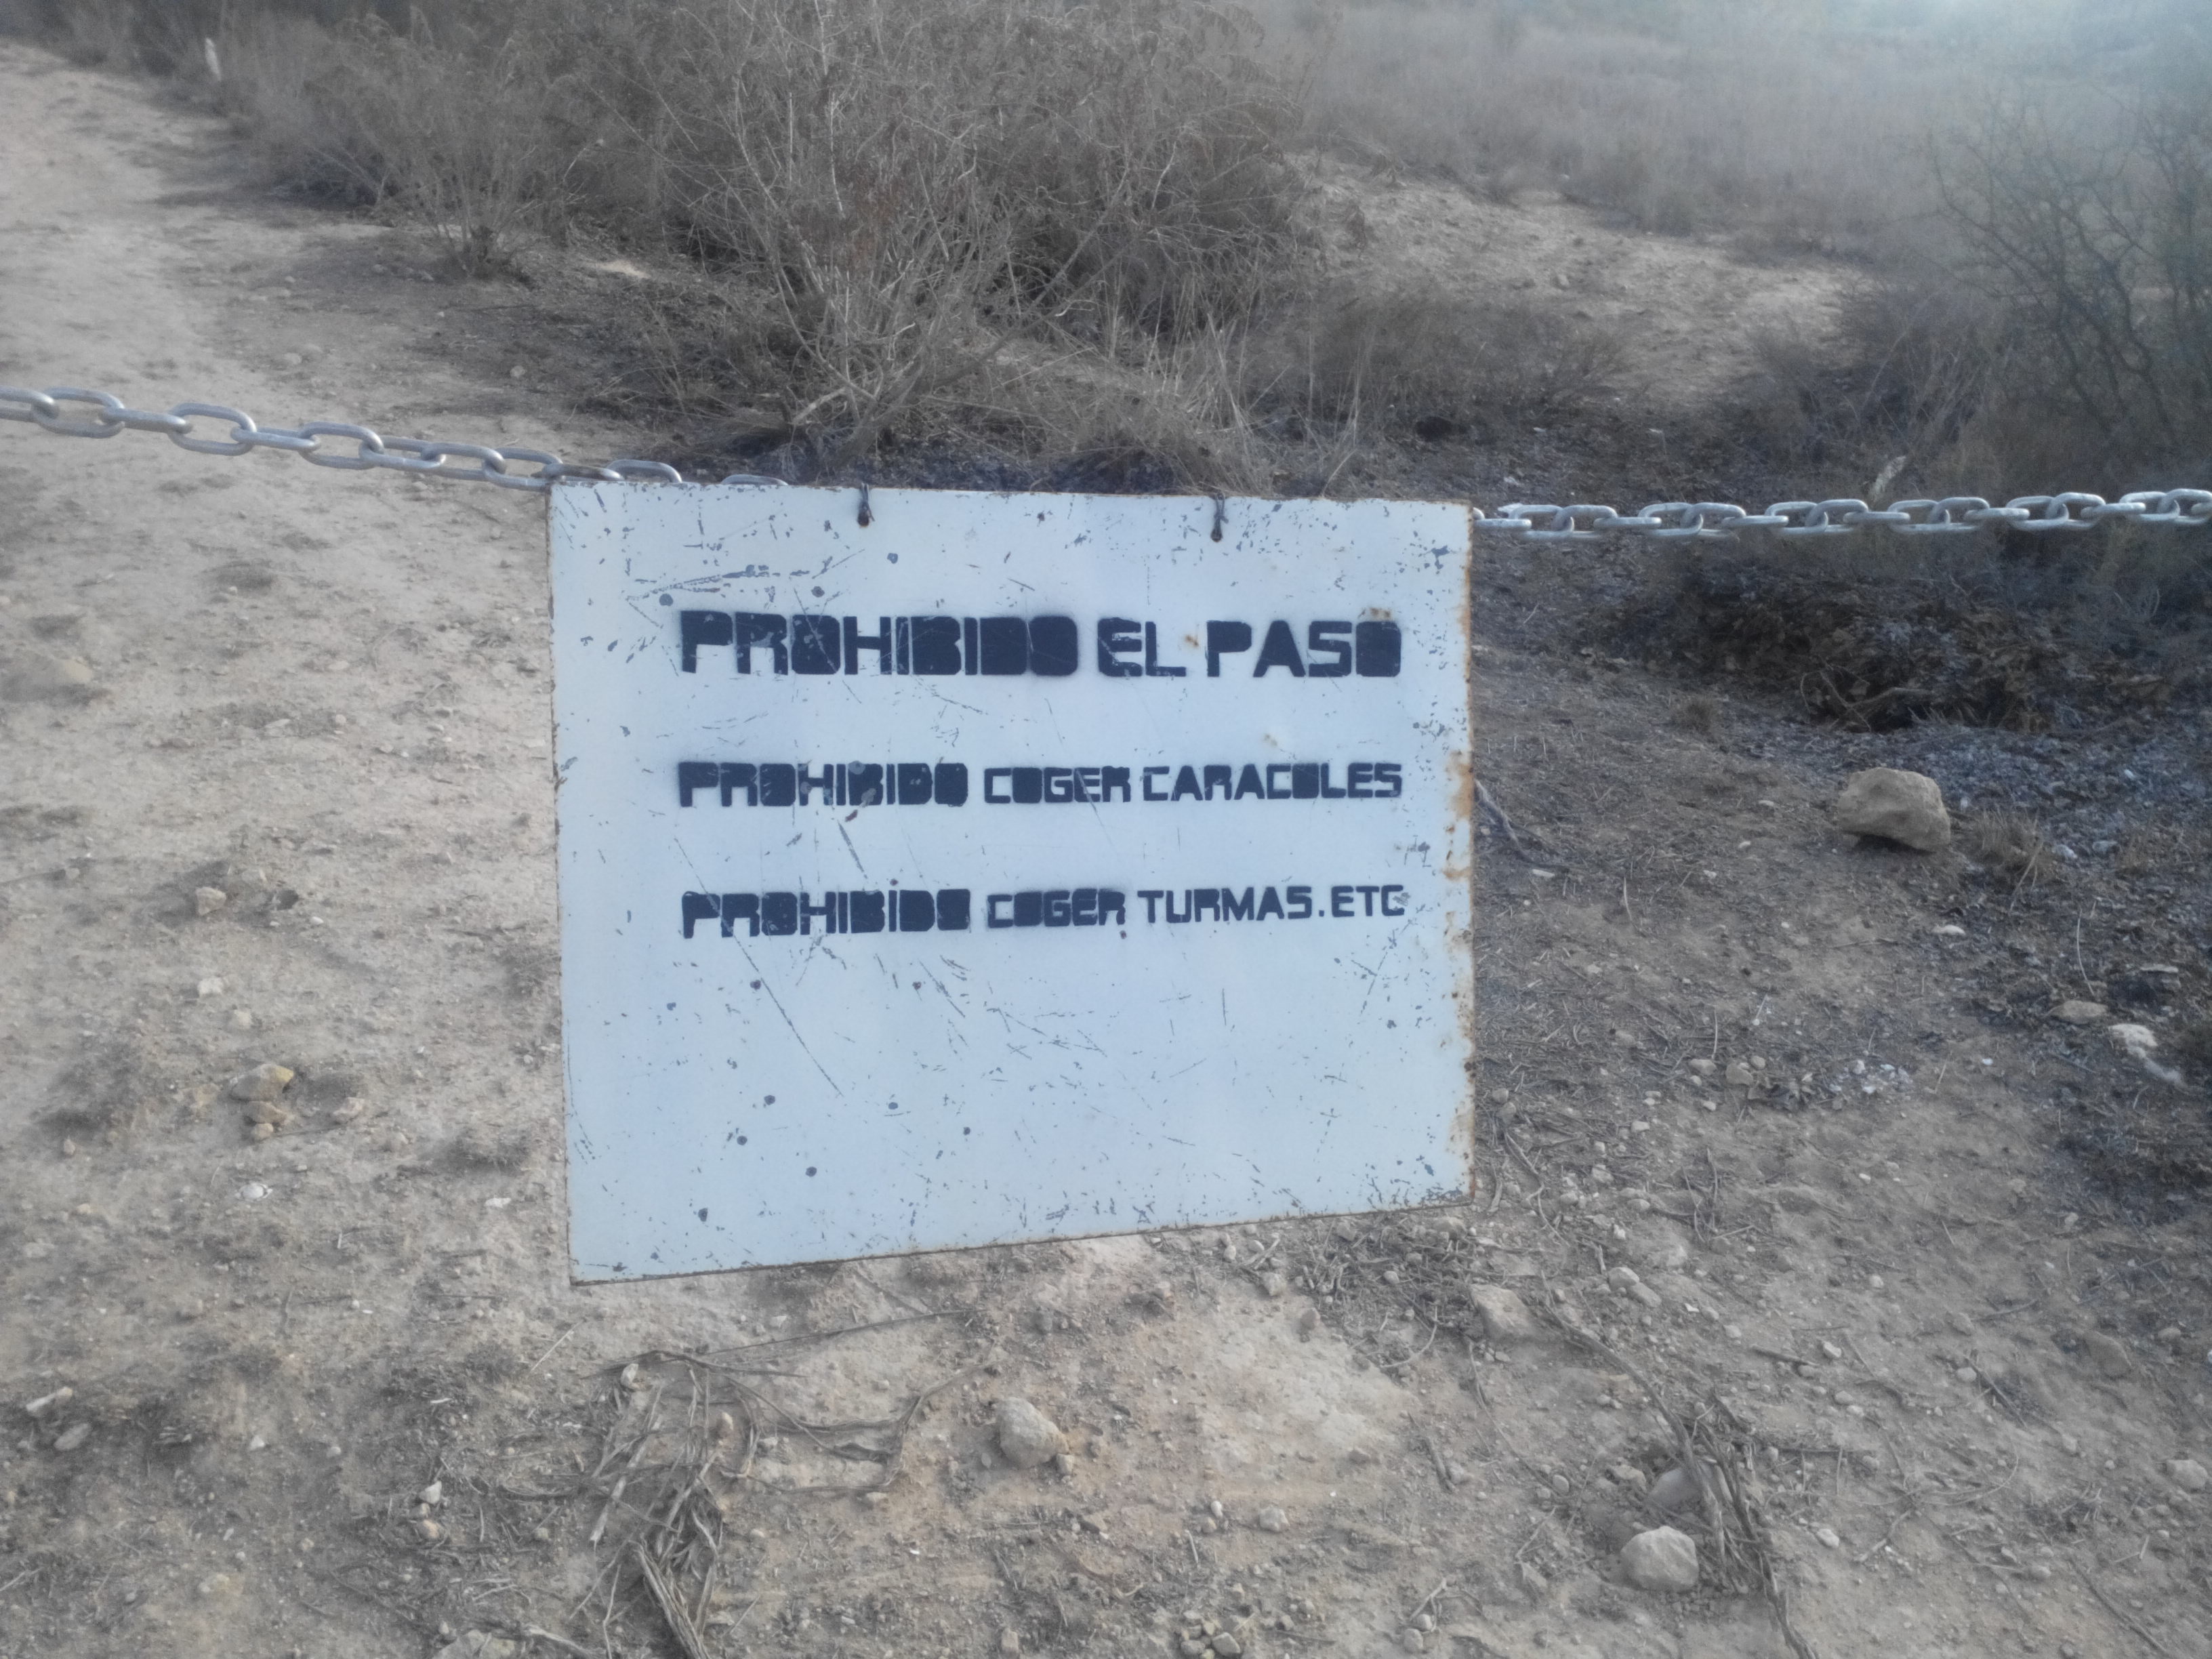 PROHIBIDO EL PASO
PROHIBIDO COGER CARACOLES
PROHIBIDO COGER TURMAS.ETC